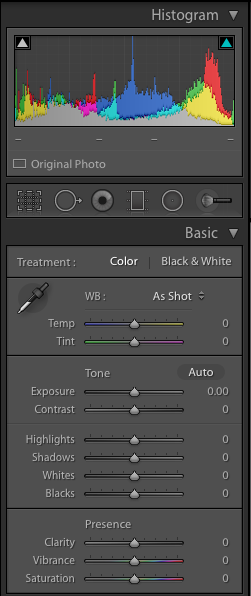 Histogram
– – – –
Original Photo
Basic
Treatment : Color | Black & White
WB : As Shot
Temp 0
Tint 0
Tone Auto
Exposure 0.00
Contrast 0
Highlights 0
Shadows 0
Whites 0
Blacks 0
Presence
Clarity 0
Vibrance 0
Saturation 0